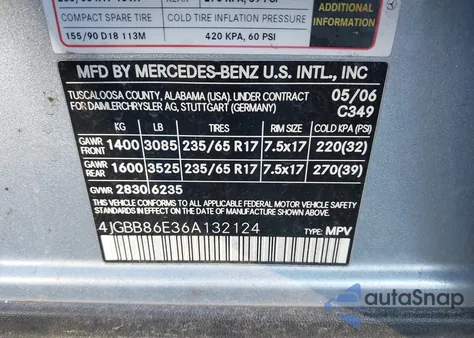 COMPACT SPARE TIRE COLD TIRE INFLATION PRESSURE
155/90 D18 113M 420 KPA, 60 PSI
ADDITIONAL
INFORMATION
MFD BY MERCEDES-BENZ U.S. INTL., INC
TUSCALOOSA COUNTY, ALABAMA (USA). UNDER CONTRACT
FOR DAIMLERCHRYSLER AG, STUTTGART (GERMANY)
05/06
C349
KG LB TIRES RIM SIZE COLD KPA (PSI)
GAWR FRONT 1400 3085 235/65 R17 7.5x17 220(32)
GAWR REAR 1600 3525 235/65 R17 7.5x17 270(39)
GVWR 2830 6235
THIS VEHICLE CONFORMS TO ALL APPLICABLE FEDERAL MOTOR VEHICLE SAFETY
STANDARDS IN EFFECT ON THE DATE OF MANUFACTURE SHOWN ABOVE
4JGBB86E36A132124
TYPE: MPV
autoSnap